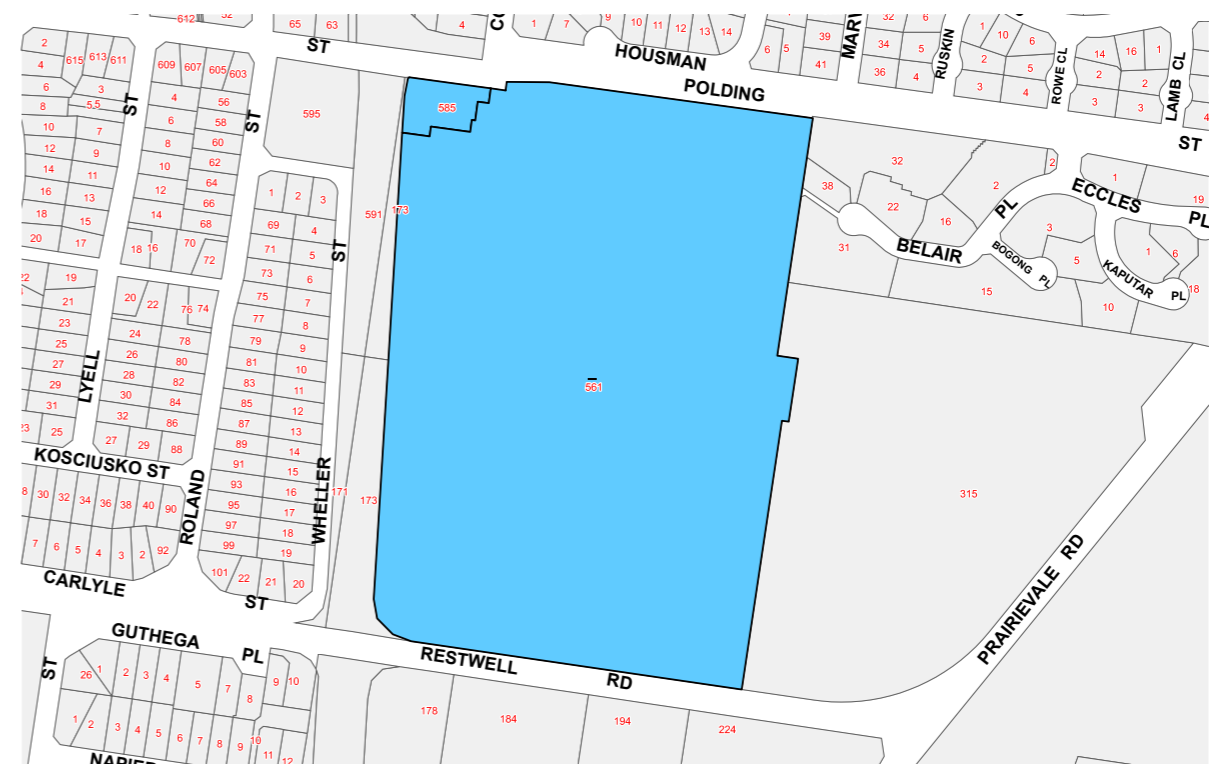 612 32 65 63 4 1 7 9 10 11 12 13 14 39 32 6 1 10 6 14 16 1
ST
HOUSMAN
6 5 41 34 5 36 4
RUSKIN
2 5 3 4
ROWE CL
2 2 3 3
LAMB CL
4
POLDING
ST
2 615 613 611
4
6 3
8 55
10 7
12 9
14 11
16 13
18 15
20 17
ST
609 607 605 603
4 56
6 58
8 60
10 62
12 64
66
14 68
18 16 70 72
ST
595
585
591
173
1 2 3
69 4
71 5
73 6
75 7
77 8
79 9
81 10
83 11
85 12
87 13
89 14
91 15
93 16
95 17
97 18
99 19
101 22 21 20
ST
WHELLER
ROLAND
22 19
21
23
25
27
29
31
23 25
LYELL
20 22 76 74
24 78
26 80
28 82
30 84
32 86
27 29 88
KOSCIUSKO ST
8 30 32 34 36 38 40 90
7 6 5 4 3 2 92
CARLYLE
ST
171
173
561
32
38
22
16
2
2
31
15
BELAIR
PL
BOGONG PL
ECCLES
PL
1
19
3
5
10
1
6
18
KAPUTAR PL
315
PRAIRIEVALE RD
RESTWELL
RD
GUTHEGA
PL
ST
26 1 2 3 4 5 7 8 9 10
1 2 3 4 5 6 7 8 9 10 11 12
178
184
194
224